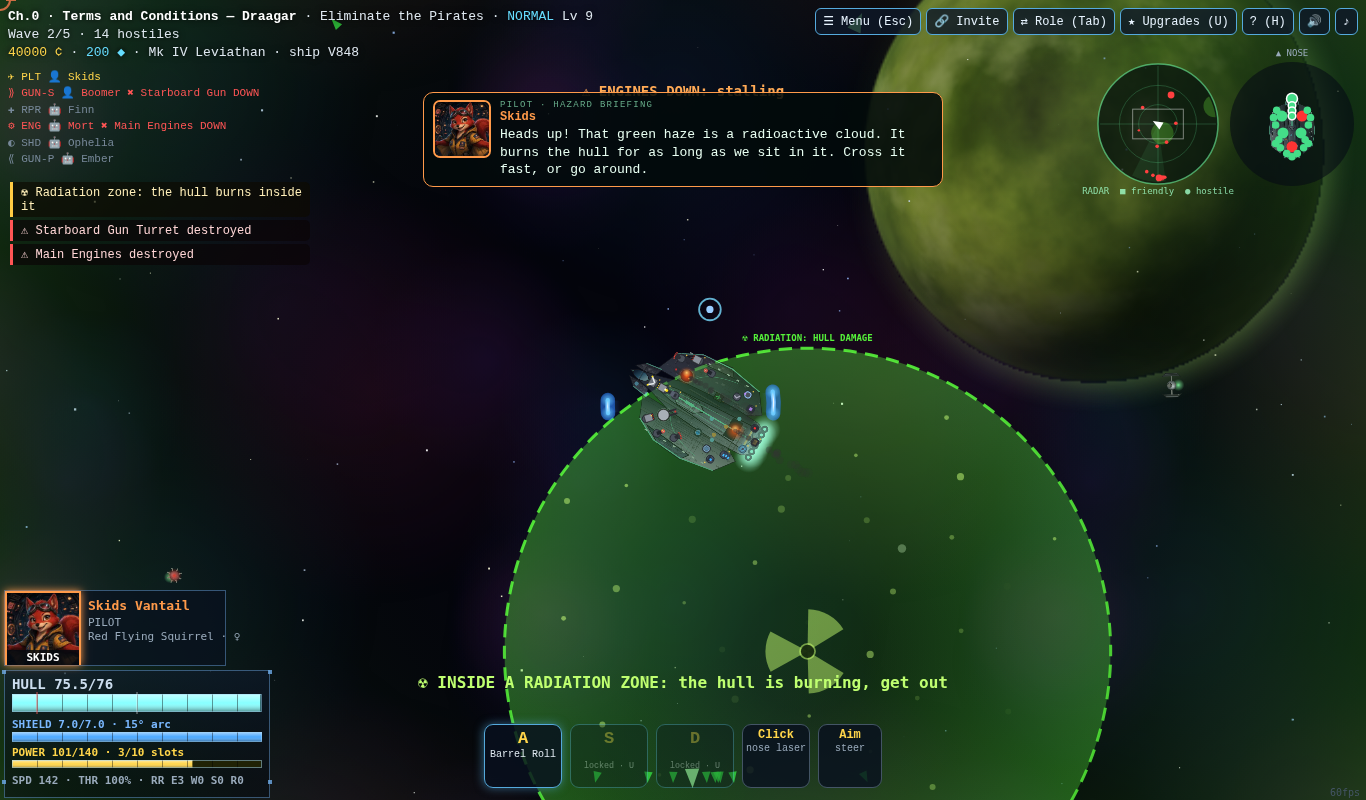 Ch.0 · Terms and Conditions — Draagar · Eliminate the Pirates · NORMAL Lv 9
Wave 2/5 · 14 hostiles
40000 ₵ · 200 ◆ · Mk IV Leviathan · ship V848
☰ Menu (Esc)
🔗 Invite
⇄ Role (Tab)
★ Upgrades (U)
? (H)
🔊
♪
✈ PLT 👤 Skids
⟫ GUN-S 👤 Boomer ✖ Starboard Gun DOWN
✚ RPR 🤖 Finn
⚙ ENG 🤖 Mort ✖ Main Engines DOWN
◐ SHD 🤖 Ophelia
⟪ GUN-P 🤖 Ember
☢ Radiation zone: the hull burns inside
it
⚠ Starboard Gun Turret destroyed
⚠ Main Engines destroyed
⚠ ENGINES DOWN: stalling
PILOT · HAZARD BRIEFING
Skids
Heads up! That green haze is a radioactive cloud. It
burns the hull for as long as we sit in it. Cross it
fast, or go around.
▲ NOSE
RADAR ■ friendly ● hostile
☢ RADIATION: HULL DAMAGE
☢ INSIDE A RADIATION ZONE: the hull is burning, get out
Skids Vantail
PILOT
Red Flying Squirrel · ♀
SKIDS
HULL 75.5/76
SHIELD 7.0/7.0 · 15° arc
POWER 101/140 · 3/10 slots
SPD 142 · THR 100% · RR E3 W0 S0 R0
A
Barrel Roll
S
locked · U
D
locked · U
Click
nose laser
Aim
steer
60fps